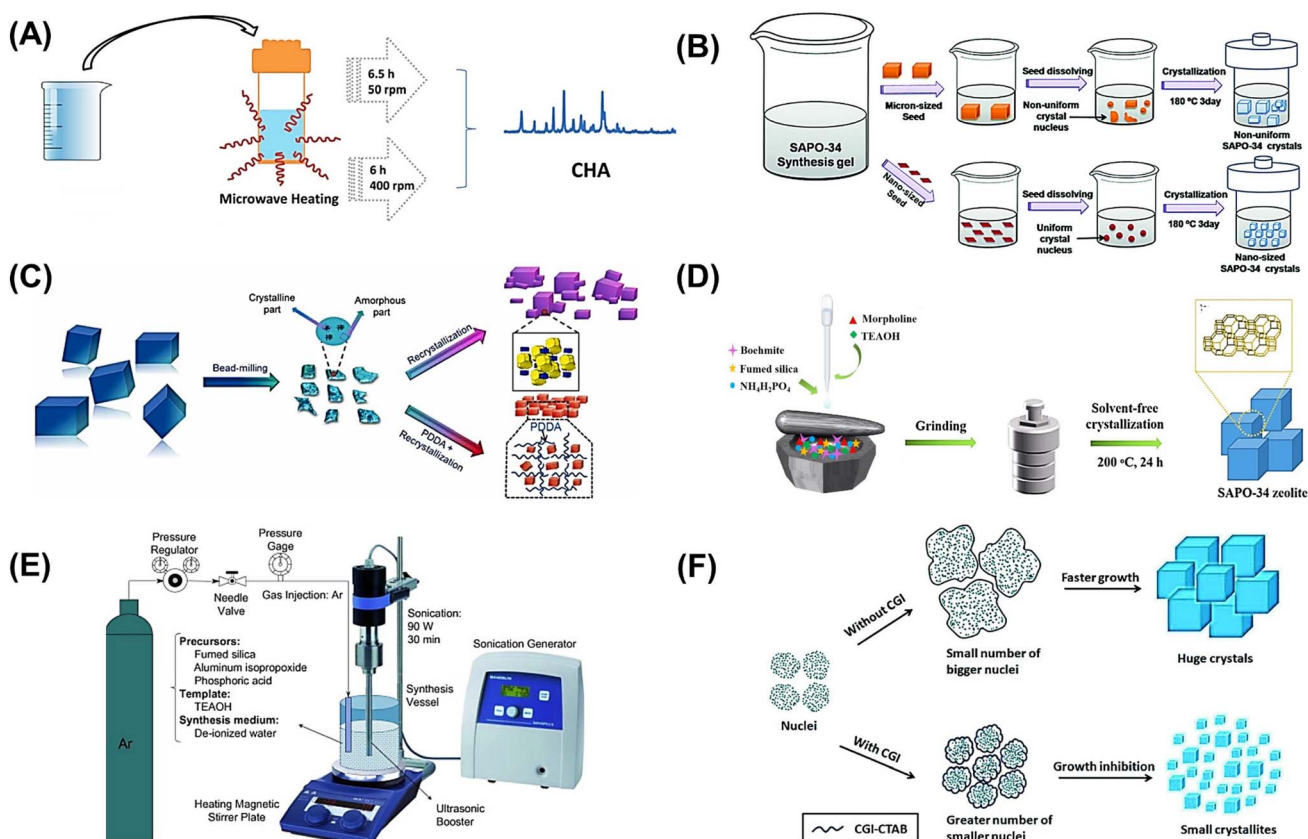 (A)
6.5 h
50 rpm
6 h
400 rpm
Microwave Heating
CHA
(B)
SAPO-34
Synthesis gel
Micron-sized
Seed
Seed dissolving
Non-uniform
crystal
nucleus
Crystallization
180 ºC 3day
Non-uniform
SAPO-34 crystals
Nano-sized
Seed
Seed dissolving
Uniform
crystal
nucleus
Crystallization
180 ºC 3day
Nano-sized
SAPO-34 crystals
(C)
Bead-milling
Crystalline
part
Amorphous
part
Recrystallization
PDDA +
Recrystallization
PDDA
(D)
Morpholine
TEAOH
Boehmite
Fumed silica
NH4H2PO4
Grinding
Solvent-free
crystallization
200 °C, 24 h
SAPO-34 zeolite
(E)
Pressure
Regulator
Pressure
Gage
Needle
Valve
Gas Injection: Ar
Precursors:
Fumed silica
Aluminum isopropoxide
Phosphoric acid
Template:
TEAOH
Synthesis medium:
De-ionized water
Ar
Sonication:
90 W
30 min
Synthesis
Vessel
Sonication Generator
Heating Magnetic
Stirrer Plate
Ultrasonic
Booster
(F)
Nuclei
Without CGI
Small number of
bigger nuclei
Faster growth
Huge crystals
With CGI
Greater number of
smaller nuclei
Growth inhibition
Small crystallites
CGI-CTAB